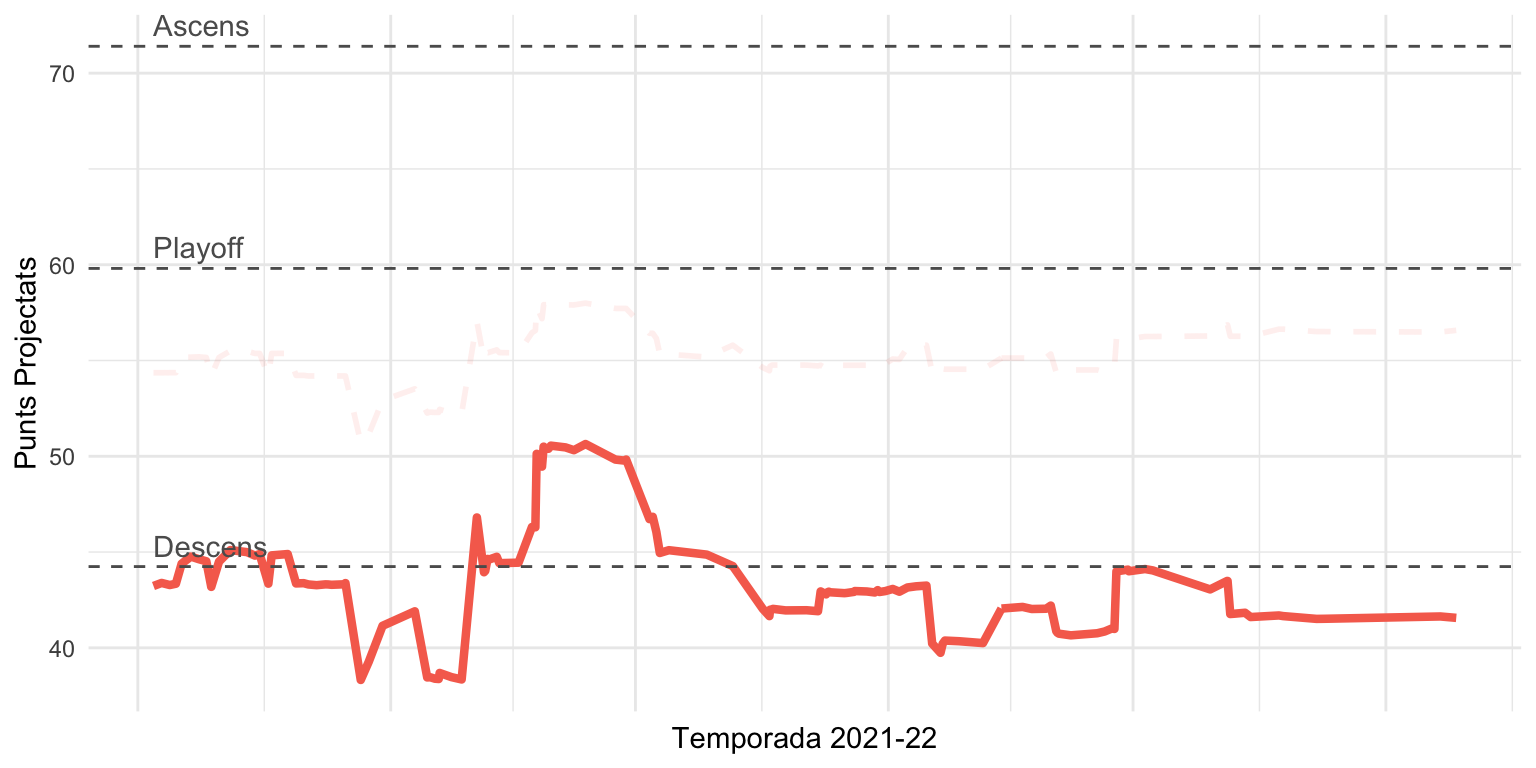 Ascens
70
Playoff
60
Punts Projectats
50
Descens
40
Temporada 2021-22